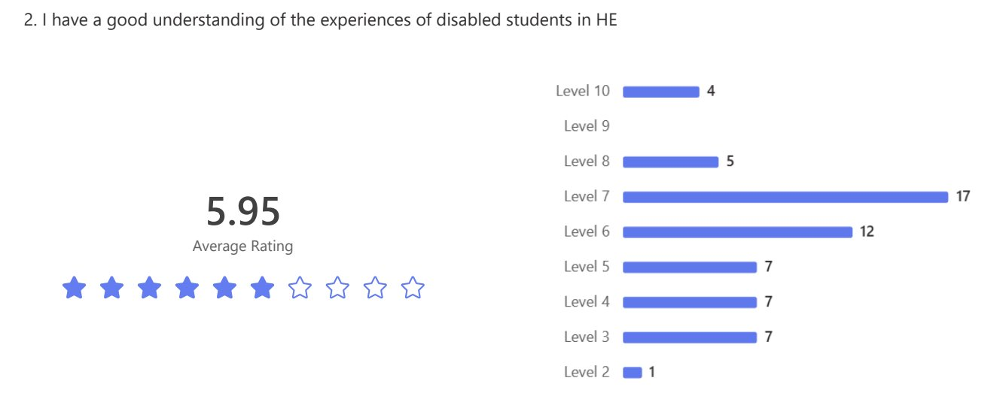 2. I have a good understanding of the experiences of disabled students in HE
5.95
Average Rating
Level 10 4
Level 9
Level 8 5
Level 7 17
Level 6 12
Level 5 7
Level 4 7
Level 3 7
Level 2 1